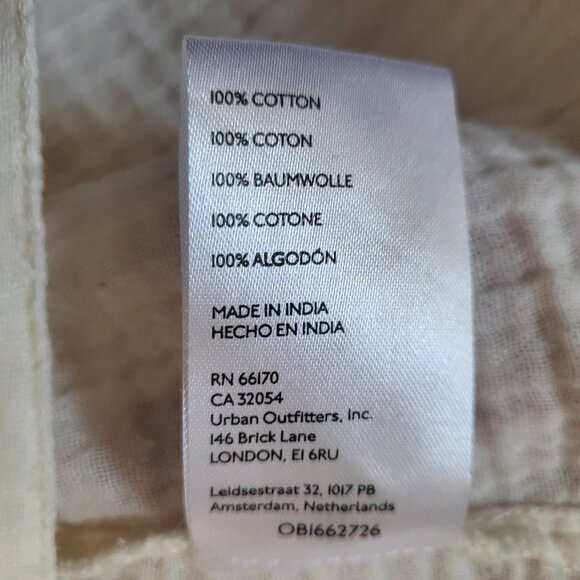 100% COTTON
100% COTON
100% BAUMWOLLE
100% COTONE
100% ALGODÓN
MADE IN INDIA
HECHO EN INDIA
RN 66170
CA 32054
Urban Outfitters, Inc.
146 Brick Lane
LONDON, E1 6RU
Leidsestraat 32, 1017 PB
Amsterdam, Netherlands
OB1662726